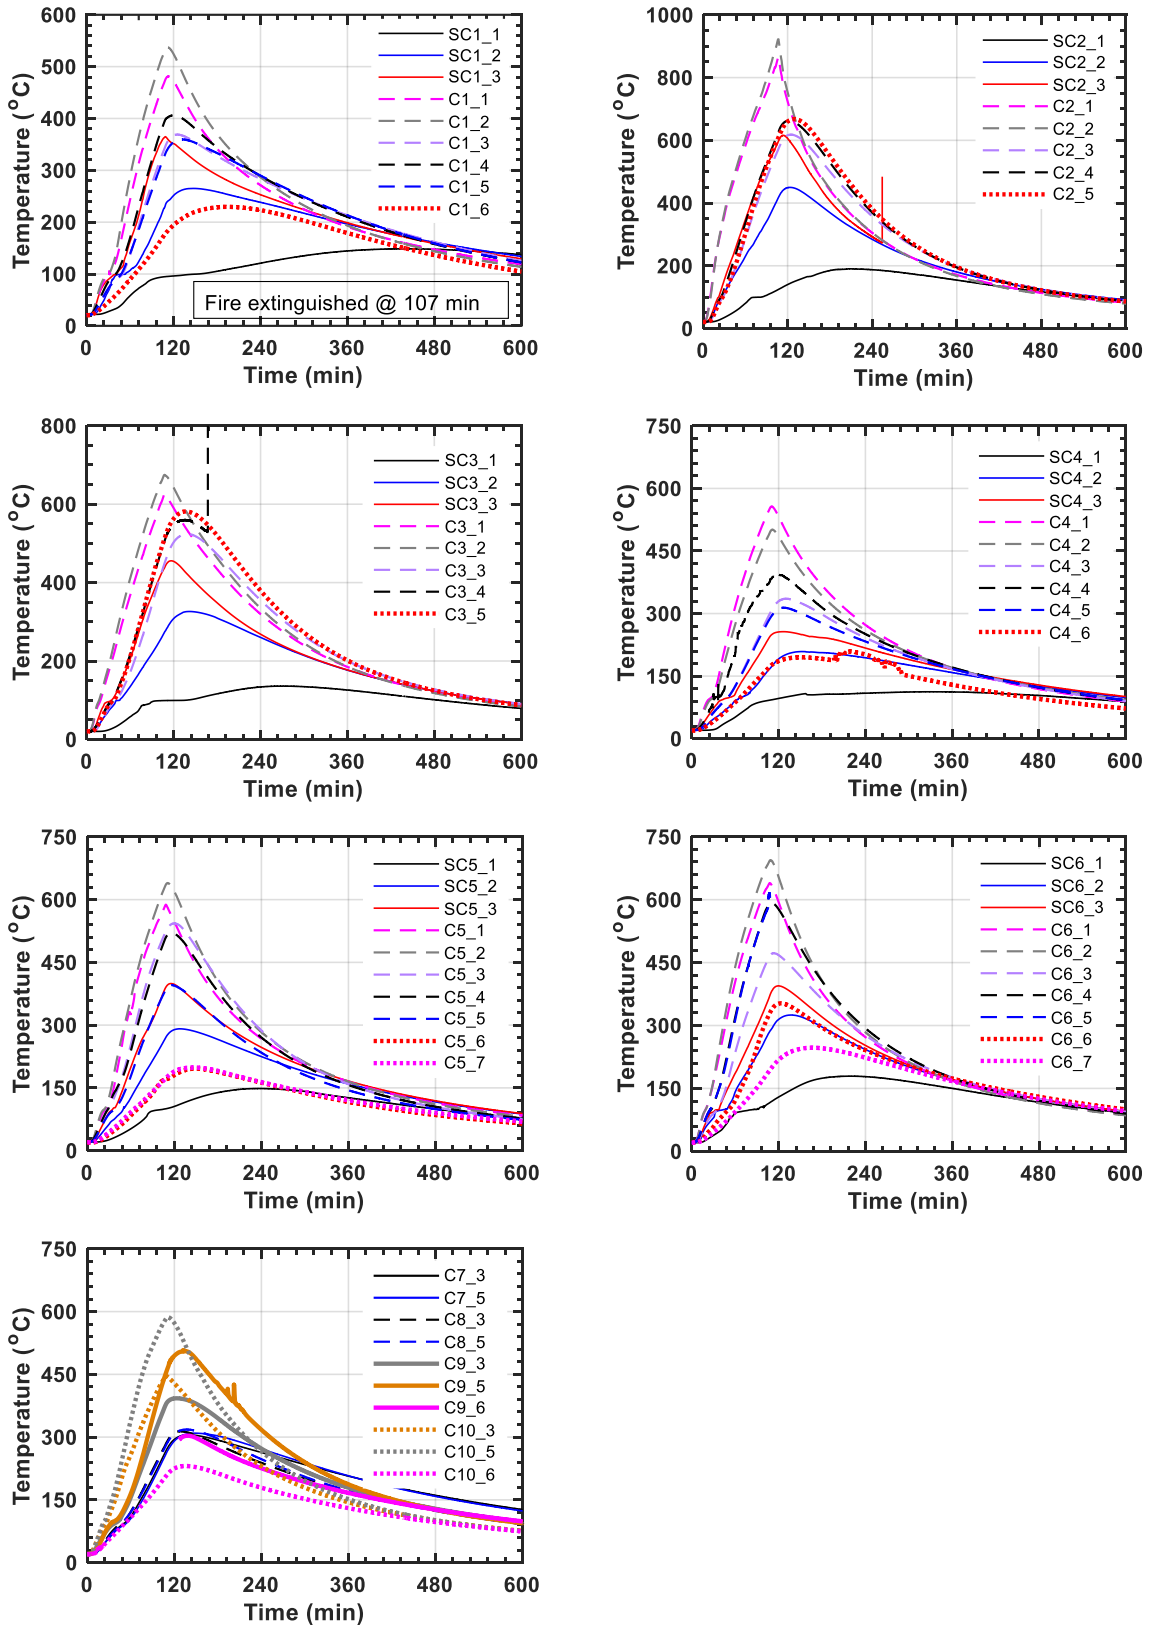 600
500
400
300
200
100
0
Temperature (°C)
SC1_1
SC1_2
SC1_3
C1_1
C1_2
C1_3
C1_4
C1_5
C1_6
Fire extinguished @ 107 min
0 120 240 360 480 600
Time (min)
1000
800
600
400
200
0
Temperature (°C)
SC2_1
SC2_2
SC2_3
C2_1
C2_2
C2_3
C2_4
C2_5
0 120 240 360 480 600
Time (min)
800
600
400
200
0
Temperature (°C)
SC3_1
SC3_2
SC3_3
C3_1
C3_2
C3_3
C3_4
C3_5
0 120 240 360 480 600
Time (min)
750
600
450
300
150
0
Temperature (°C)
SC4_1
SC4_2
SC4_3
C4_1
C4_2
C4_3
C4_4
C4_5
C4_6
0 120 240 360 480 600
Time (min)
750
600
450
300
150
0
Temperature (°C)
SC5_1
SC5_2
SC5_3
C5_1
C5_2
C5_3
C5_4
C5_5
C5_6
C5_7
0 120 240 360 480 600
Time (min)
750
600
450
300
150
0
Temperature (°C)
SC6_1
SC6_2
SC6_3
C6_1
C6_2
C6_3
C6_4
C6_5
C6_6
C6_7
0 120 240 360 480 600
Time (min)
750
600
450
300
150
0
Temperature (°C)
C7_3
C7_5
C8_3
C8_5
C9_3
C9_5
C9_6
C10_3
C10_5
C10_6
0 120 240 360 480 600
Time (min)